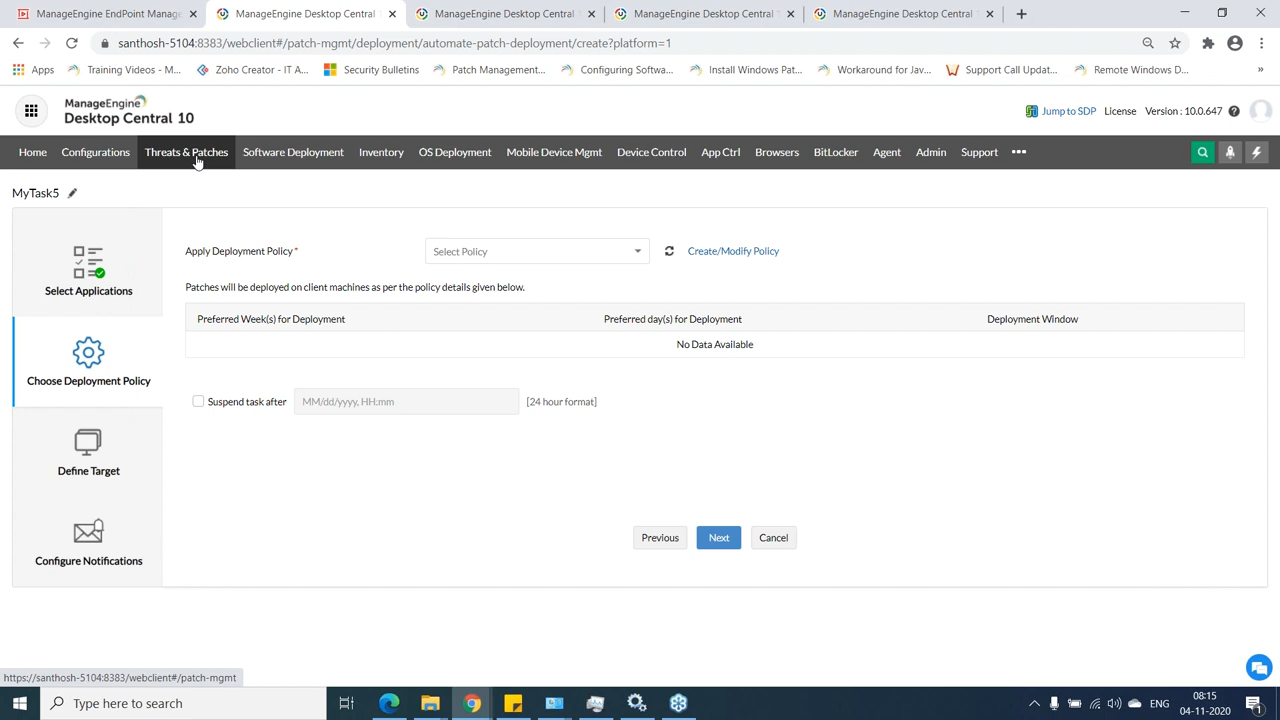 ManageEngine EndPoint Manage
ManageEngine Desktop Central
ManageEngine Desktop Central
ManageEngine Desktop Central
ManageEngine Desktop Central
santhosh-5104:8383/webclient#/patch-mgmt/deployment/automate-patch-deployment/create?platform=1
Apps
Training Videos - M...
Zoho Creator - IT A...
Security Bulletins
Patch Management...
Configuring Softwa...
Install Windows Pat...
Workaround for Jav...
Support Call Updat...
Remote Windows D...
ManageEngine
Desktop Central 10
Jump to SDP License Version : 10.0.647
Home Configurations Threats & Patches Software Deployment Inventory OS Deployment Mobile Device Mgmt Device Control App Ctrl Browsers BitLocker Agent Admin Support
MyTask5
Select Applications
Choose Deployment Policy
Define Target
Configure Notifications
Apply Deployment Policy *
Select Policy
Create/Modify Policy
Patches will be deployed on client machines as per the policy details given below.
Preferred Week(s) for Deployment Preferred day(s) for Deployment Deployment Window
No Data Available
Suspend task after MM/dd/yyyy, HH:mm [24 hour format]
Previous Next Cancel
https://santhosh-5104:8383/webclient#/patch-mgmt
Type here to search
ENG
08:15
04-11-2020
1